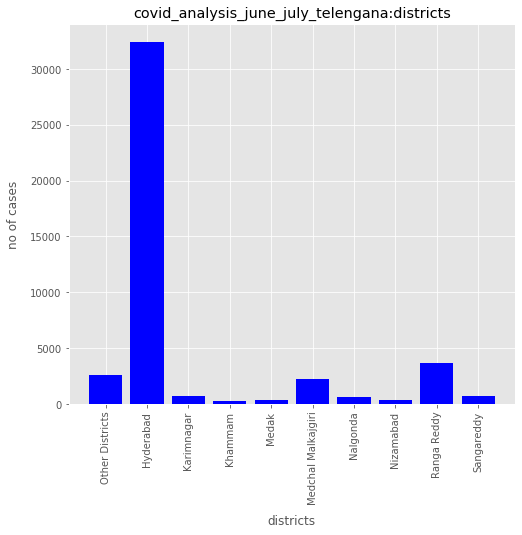 covid_analysis_june_july_telengana:districts
no of cases
30000
25000
20000
15000
10000
5000
0
Other Districts
Hyderabad
Karimnagar
Khammam
Medak
Medchal Malkajgiri
Nalgonda
Nizamabad
Ranga Reddy
Sangareddy
districts